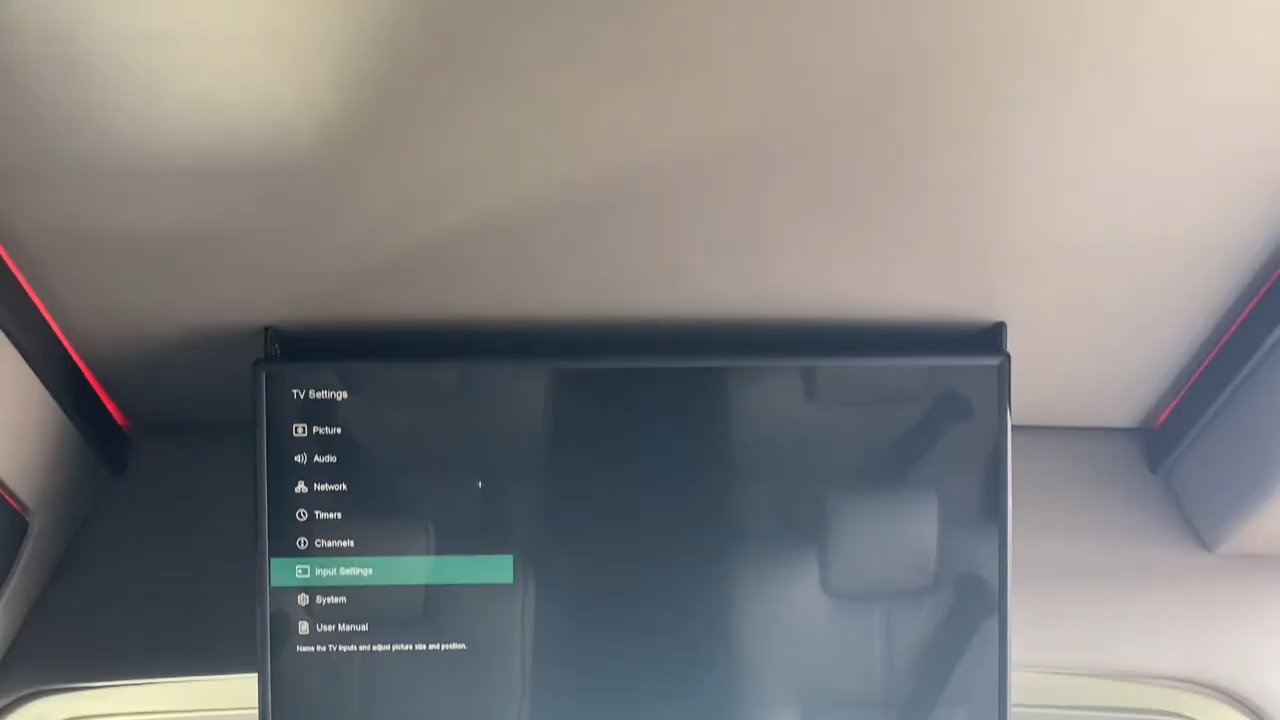 TV Settings
Picture
Audio
Network
Timers
Channels
Input Settings
System
User Manual
Name the TV inputs and adjust picture size and position.